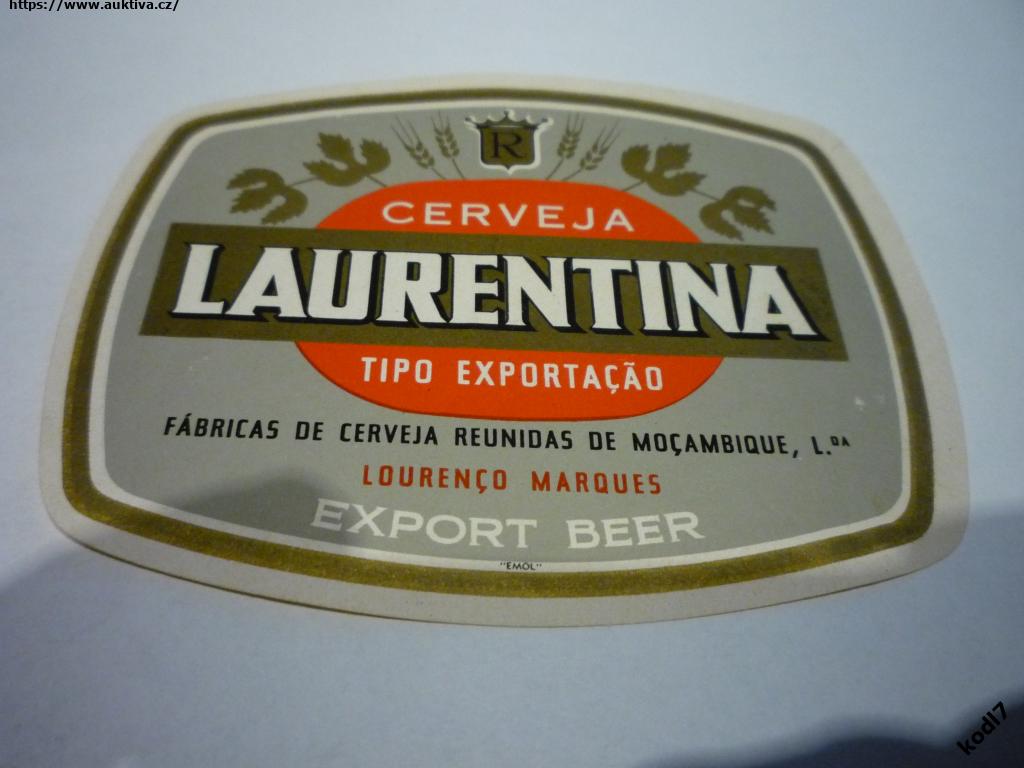 https://www.auktiva.cz/
R
CERVEJA
LAURENTINA
TIPO EXPORTAÇÃO
FÁBRICAS DE CERVEJA REUNIDAS DE MOÇAMBIQUE, L.DA
LOURENÇO MARQUES
EXPORT BEER
"EMOL"
kodl7